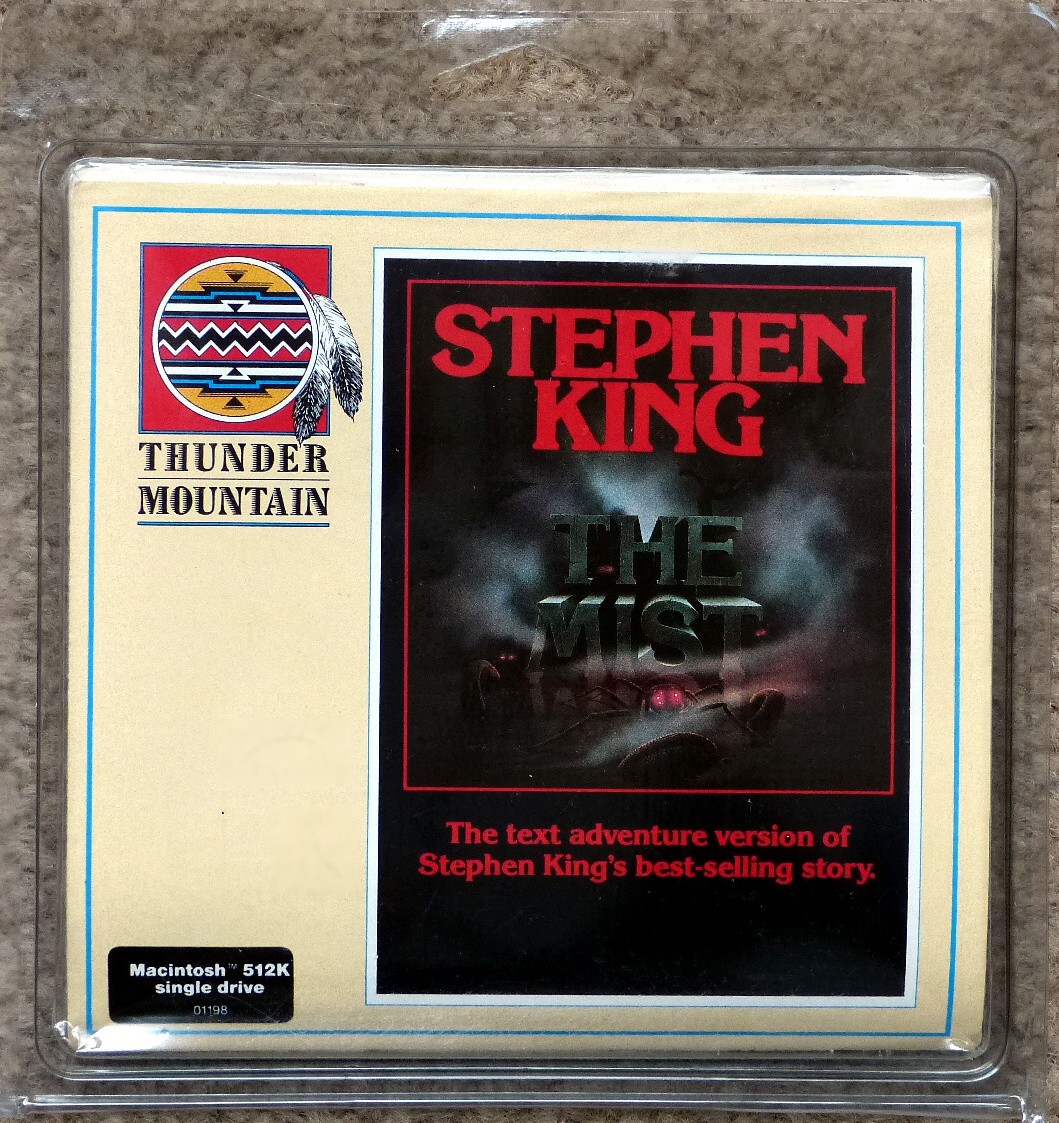 THUNDER
MOUNTAIN
STEPHEN
KING
THE
MIST
The text adventure version of
Stephen King's best-selling story.
Macintosh™ 512K
single drive
01198